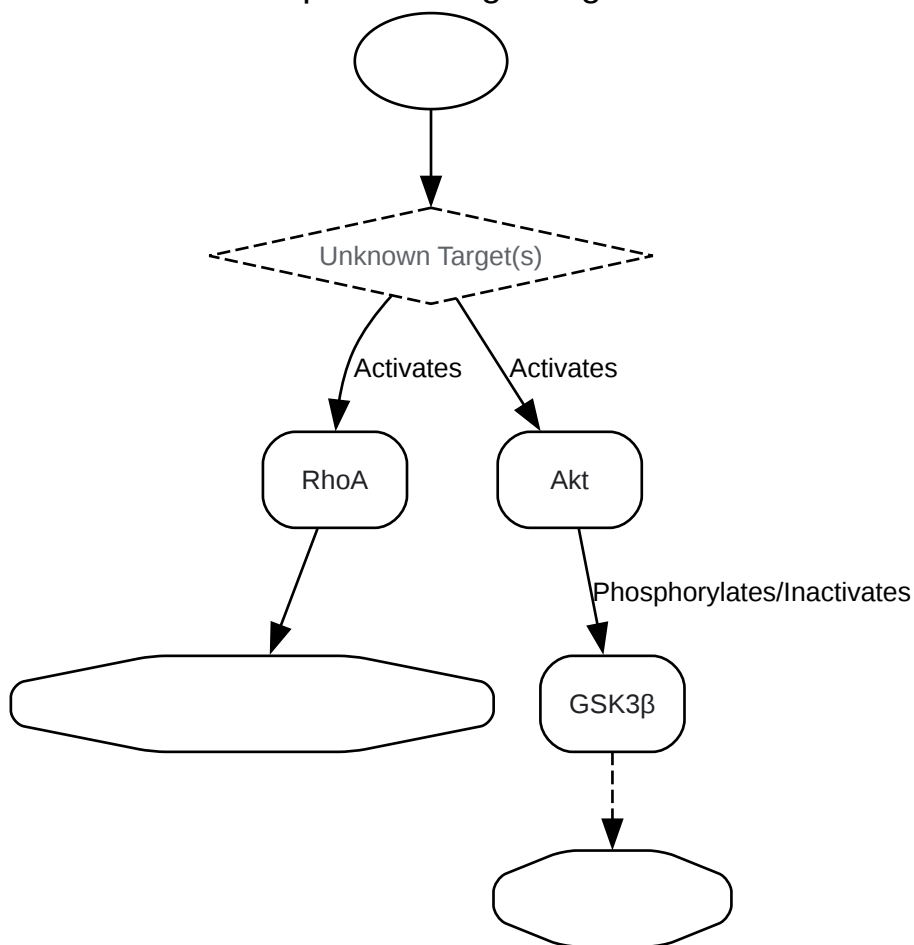 Unknown Target(s)
Activates
Activates
RhoA
Akt
Phosphorylates/Inactivates
GSK3β